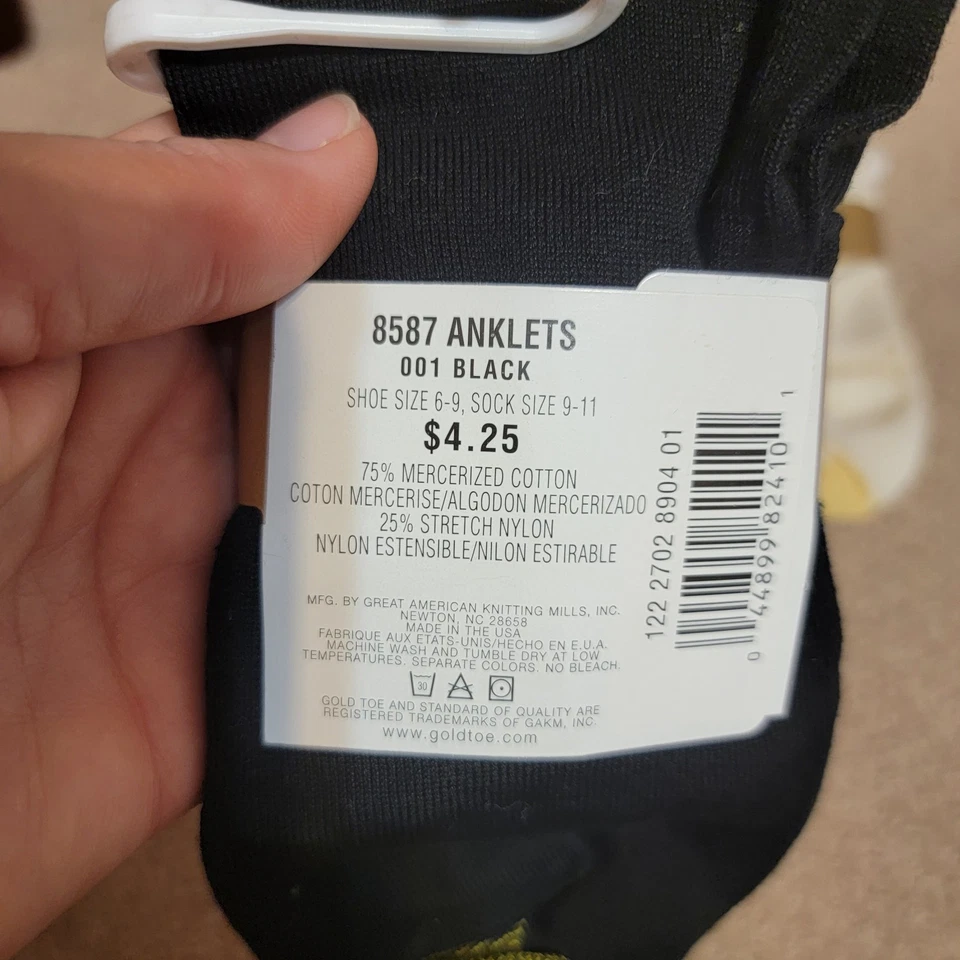 8587 ANKLETS
001 BLACK
SHOE SIZE 6-9, SOCK SIZE 9-11
$4.25
75% MERCERIZED COTTON
COTON MERCERISE/ALGODON MERCERIZADO
25% STRETCH NYLON
NYLON ESTENSIBLE/NILON ESTIRABLE
MFG. BY GREAT AMERICAN KNITTING MILLS, INC.
NEWTON, NC 28658
MADE IN THE USA
FABRIQUE AUX ETATS-UNIS/HECHO EN E.U.A.
MACHINE WASH AND TUMBLE DRY AT LOW
TEMPERATURES. SEPARATE COLORS. NO BLEACH.
30
GOLD TOE AND STANDARD OF QUALITY ARE
REGISTERED TRADEMARKS OF GAKM, INC.
www.goldtoe.com
122 2702 8904 01
0 44899 82410 1